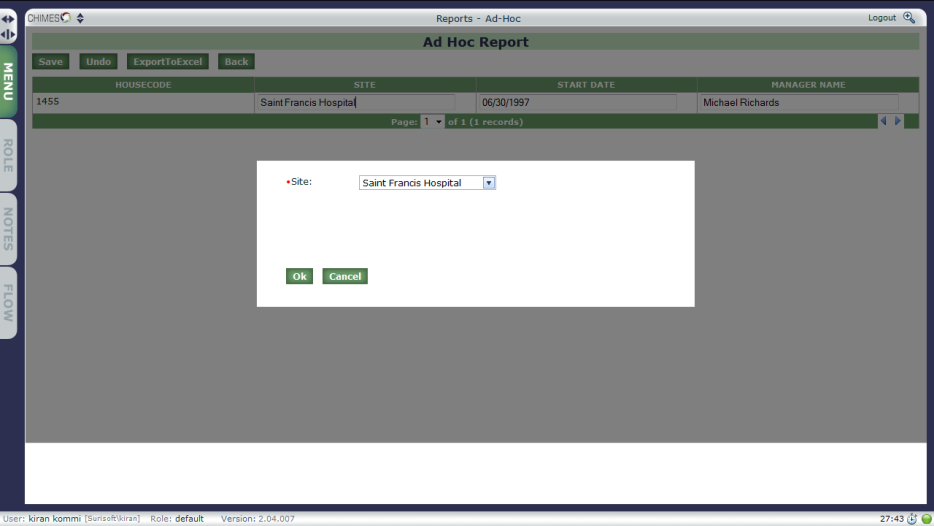 CHIMES Reports - Ad-Hoc Logout
Ad Hoc Report
Save Undo ExportToExcel Back
HOUSECODE SITE START DATE MANAGER NAME
1455 Saint Francis Hospital 06/30/1997 Michael Richards
Page: 1 of 1 (1 records)
MENU
ROLE
NOTES
FLOW
•Site: Saint Francis Hospital
Ok Cancel
User: kiran kommi [Sunisoft\kiran] Role: default Version: 2.04.007 27:43